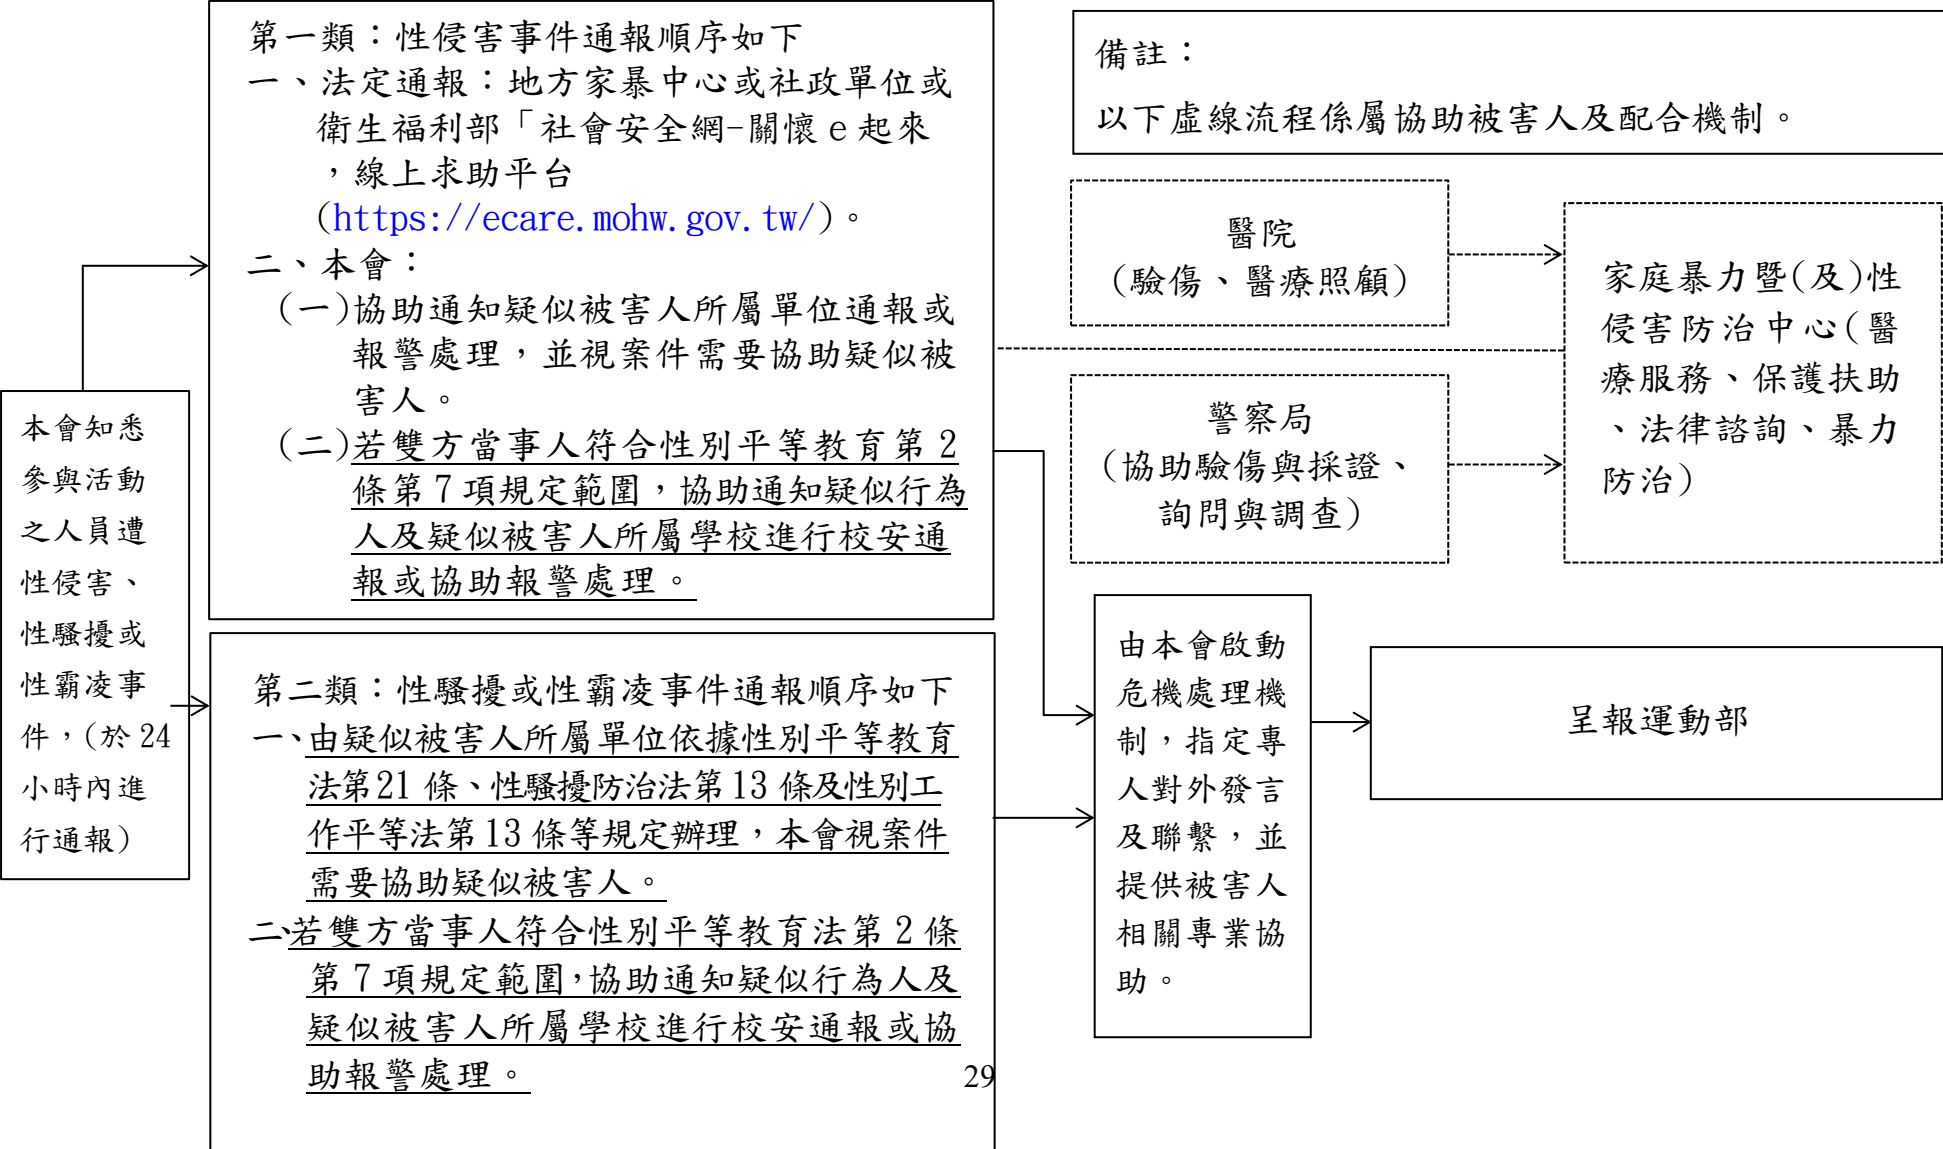 本會知悉
參與活動
之人員遭
性侵害、
性騷擾或
性霸凌事
件，(於 24
小時內進
行通報)
第一類：性侵害事件通報順序如下
一、法定通報：地方家暴中心或社政單位或
衛生福利部「社會安全網-關懷 e 起來
，線上求助平台
(https://ecare.mohw.gov.tw/)。
二、本會：
(一)協助通知疑似被害人所屬單位通報或
報警處理，並視案件需要協助疑似被
害人。
(二)若雙方當事人符合性別平等教育第 2
條第 7 項規定範圍，協助通知疑似行為
人及疑似被害人所屬學校進行校安通
報或協助報警處理。
第二類：性騷擾或性霸凌事件通報順序如下
一、由疑似被害人所屬單位依據性別平等教育
法第21 條、性騷擾防治法第 13 條及性別工
作平等法第 13 條等規定辦理，本會視案件
需要協助疑似被害人。
二、若雙方當事人符合性別平等教育法第 2 條
第 7 項規定範圍，協助通知疑似行為人及
疑似被害人所屬學校進行校安通報或協
助報警處理。
備註：
以下虛線流程係屬協助被害人及配合機制。
醫院
(驗傷、醫療照顧)
警察局
(協助驗傷與採證、
詢問與調查)
家庭暴力暨(及)性
侵害防治中心(醫
療服務、保護扶助
、法律諮詢、暴力
防治)
由本會啟動
危機處理機
制，指定專
人對外發言
及聯繫，並
提供被害人
相關專業協
助。
呈報運動部
29